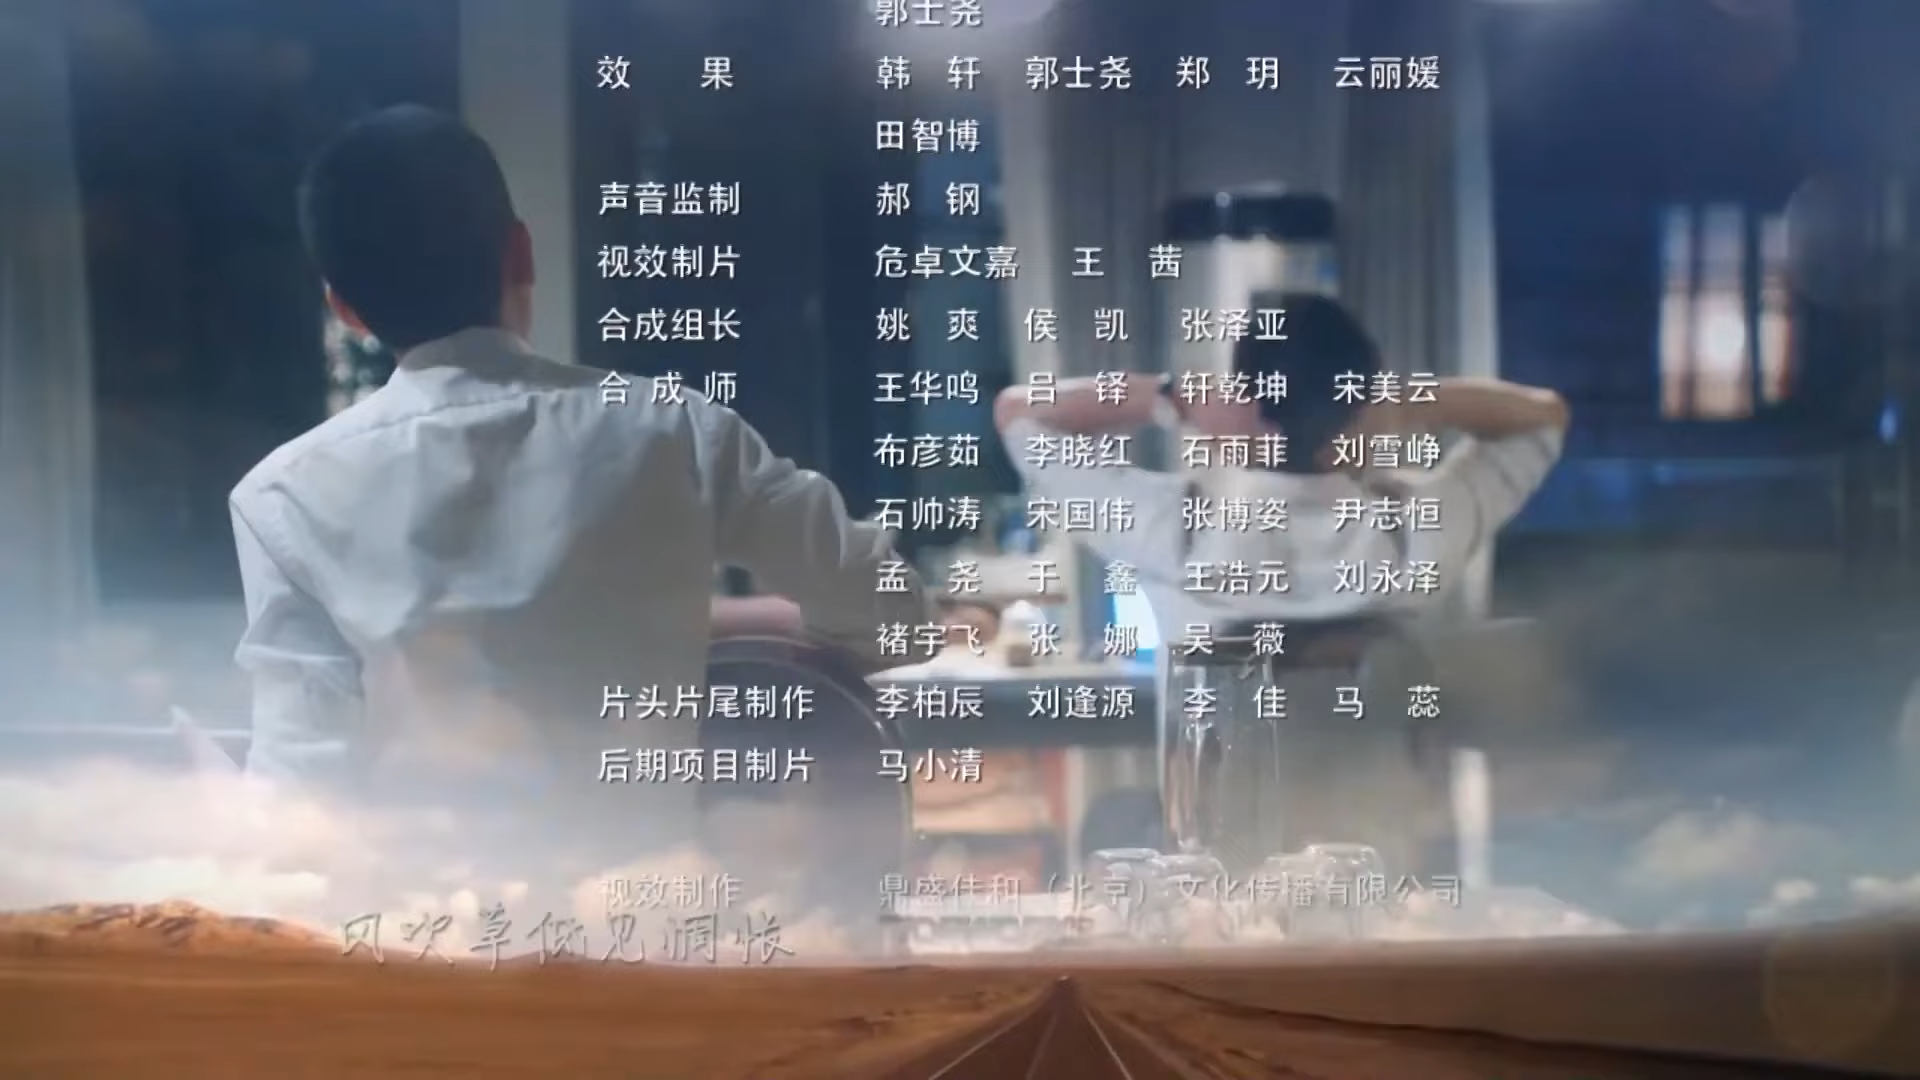 郭士尧
效 果 韩 轩 郭士尧 郑 玥 云丽媛
田智博
声音监制 郝 钢
视效制片 危卓文嘉 王 茜
合成组长 姚 爽 侯 凯 张泽亚
合成师 王华鸣 吕 铎 轩乾坤 宋美云
布彦茹 李晓红 石雨菲 刘雪峥
石帅涛 宋国伟 张博姿 尹志恒
孟 尧 于 鑫 王浩元 刘永泽
褚宇飞 张 娜 吴 薇
片头片尾制作 李柏辰 刘逢源 李 佳 马 蕊
后期项目制片 马小清
视效制作 鼎盛佳和（北京）文化传播有限公司
风吹草低见惆怅